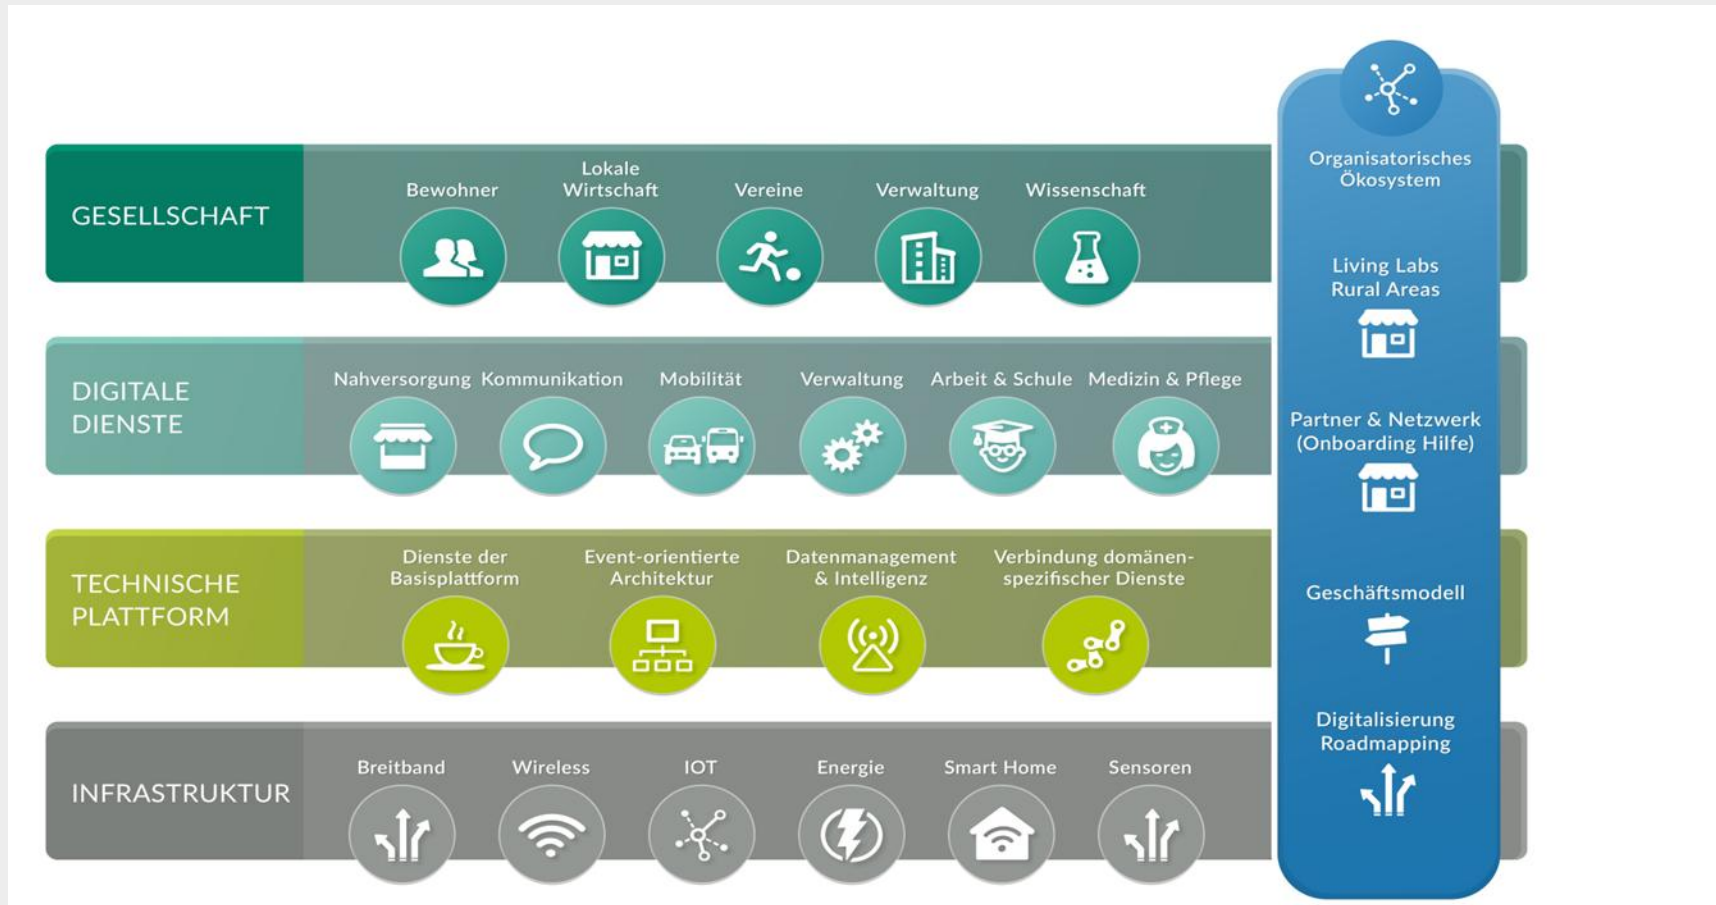 GESELLSCHAFT
Bewohner
Lokale
Wirtschaft
Vereine
Verwaltung
Wissenschaft
DIGITALE
DIENSTE
Nahversorgung
Kommunikation
Mobilität
Verwaltung
Arbeit & Schule
Medizin & Pflege
TECHNISCHE
PLATTFORM
Dienste der
Basisplattform
Event-orientierte
Architektur
Datenmanagement
& Intelligenz
Verbindung domänen-
spezifischer Dienste
INFRASTRUKTUR
Breitband
Wireless
IOT
Energie
Smart Home
Sensoren
Organisatorisches
Ökosystem
Living Labs
Rural Areas
Partner & Netzwerk
(Onboarding Hilfe)
Geschäftsmodell
Digitalisierung
Roadmapping